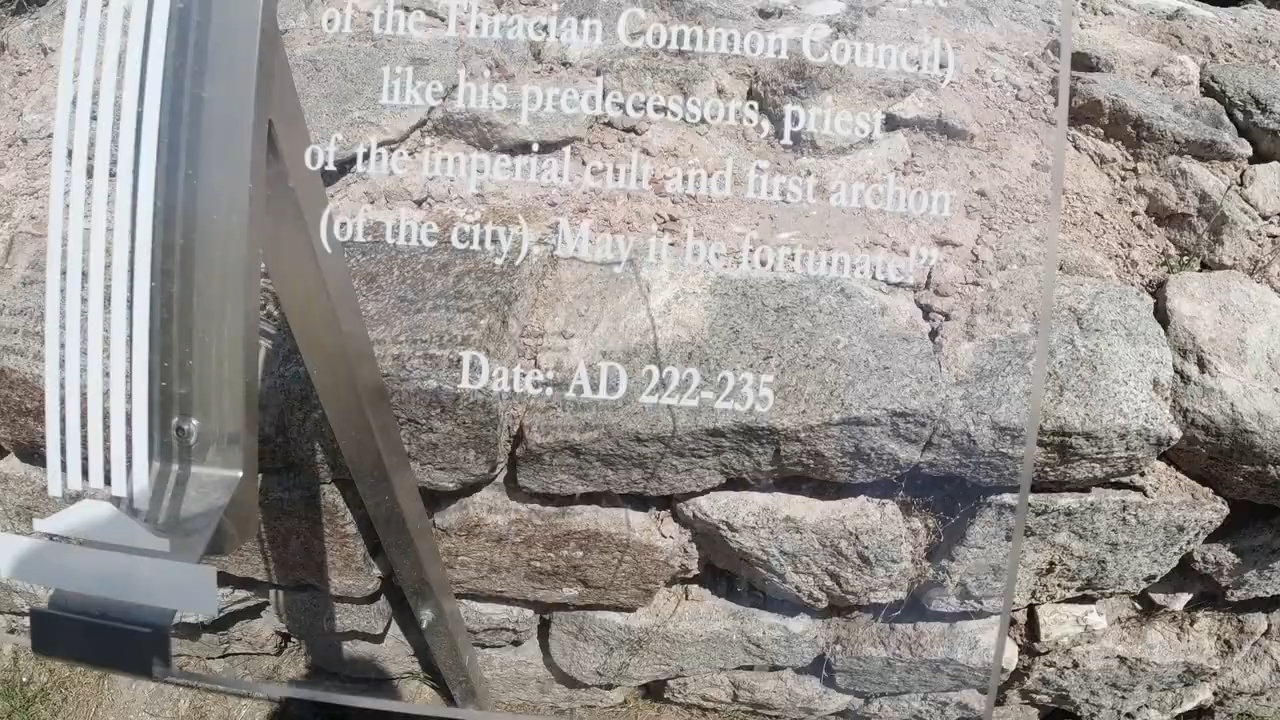 of the Thracian Common Council)
like his predecessors, priest
of the imperial cult and first archon
(of the city). May it be fortunate!”
Date: AD 222-235